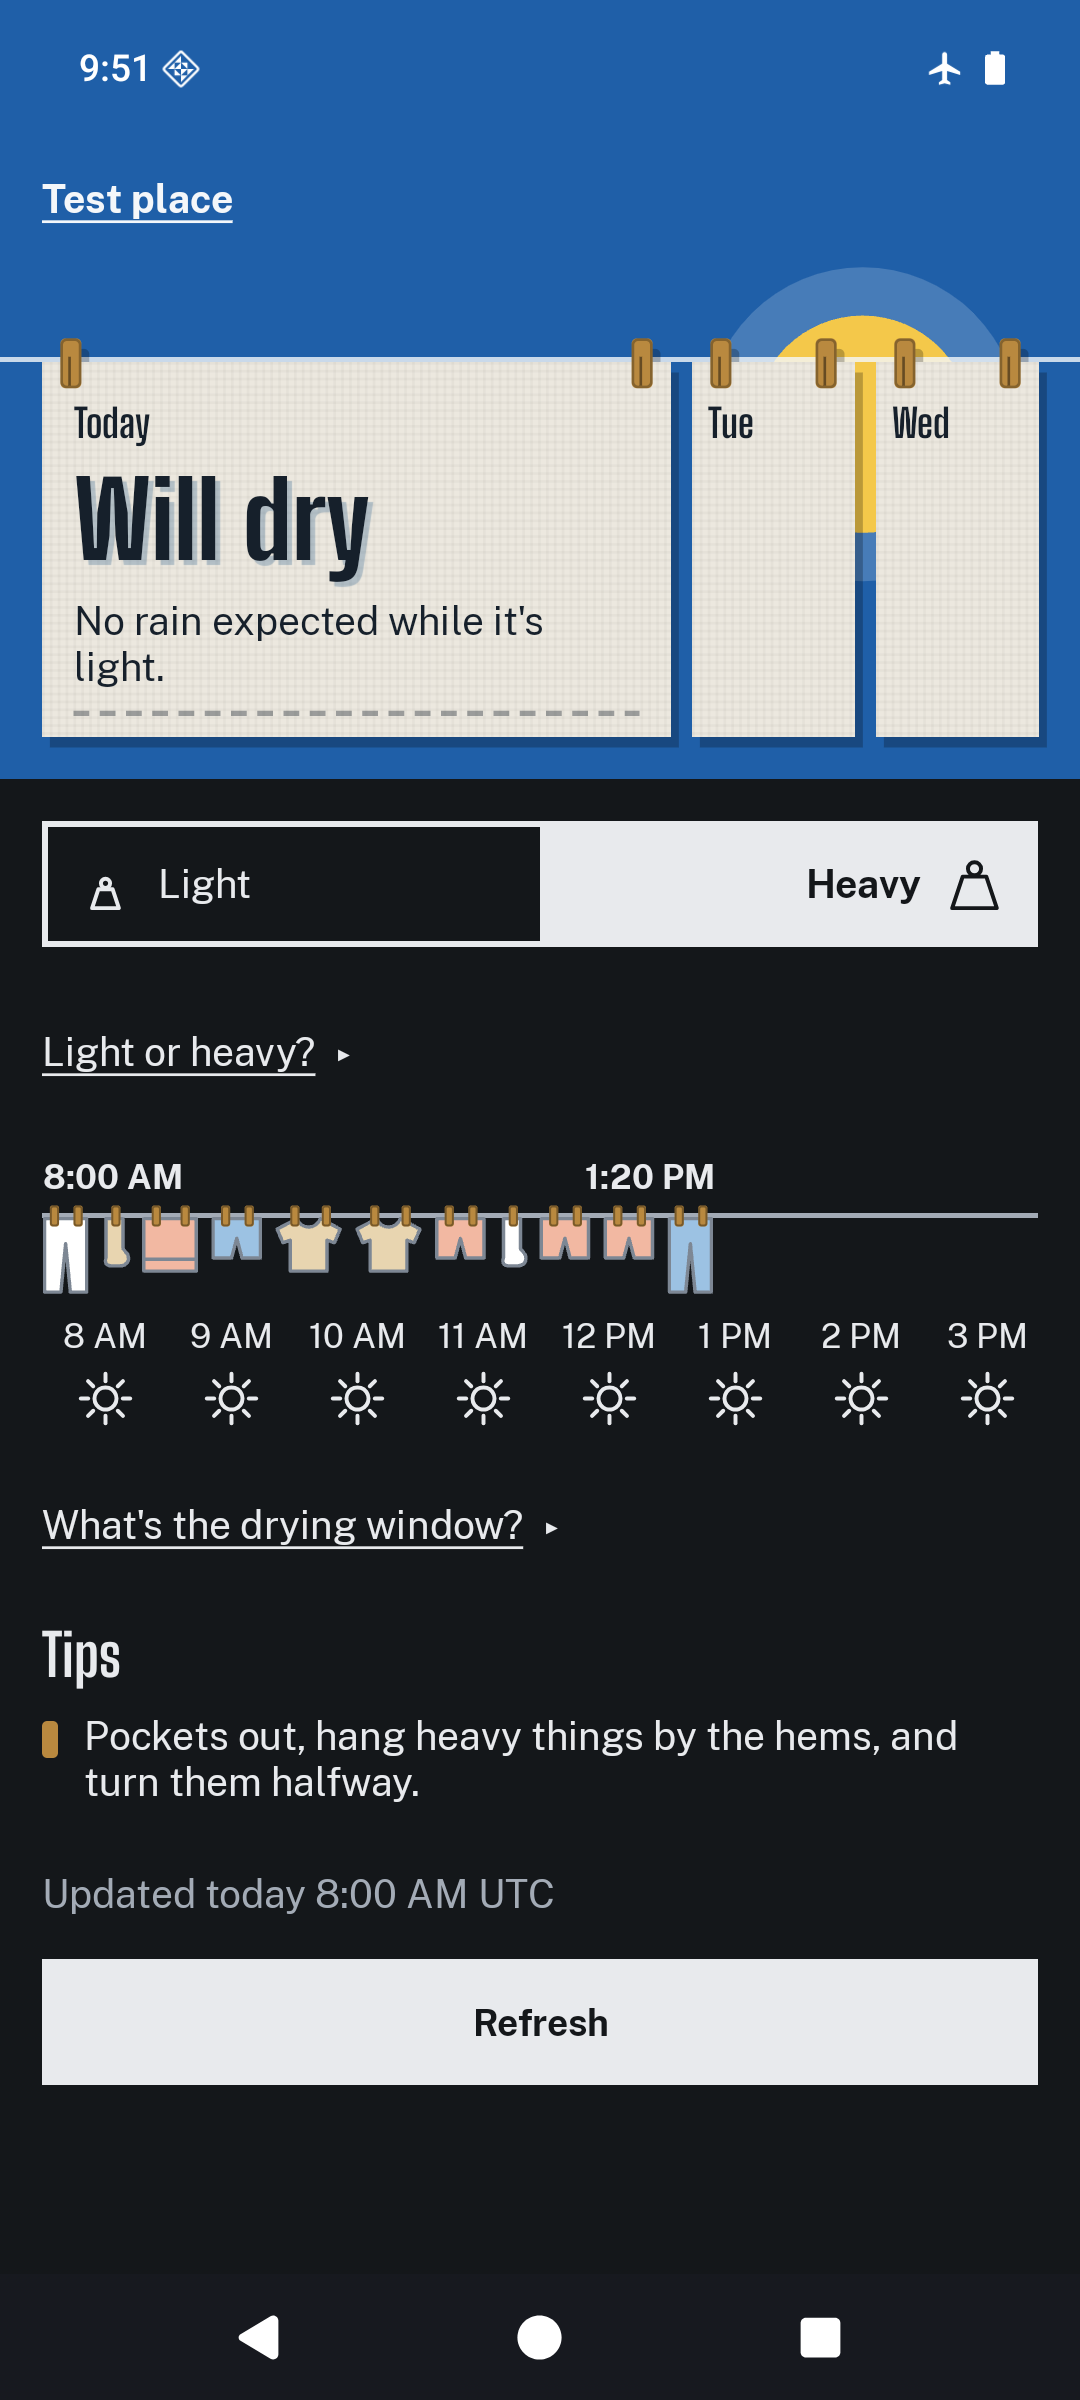 9:51
Test place
Today
Will dry
No rain expected while it's
light.
Tue
Wed
Light
Heavy
Light or heavy?
8:00 AM
1:20 PM
8 AM 9 AM 10 AM 11 AM 12 PM 1 PM 2 PM 3 PM
What's the drying window?
Tips
Pockets out, hang heavy things by the hems, and
turn them halfway.
Updated today 8:00 AM UTC
Refresh